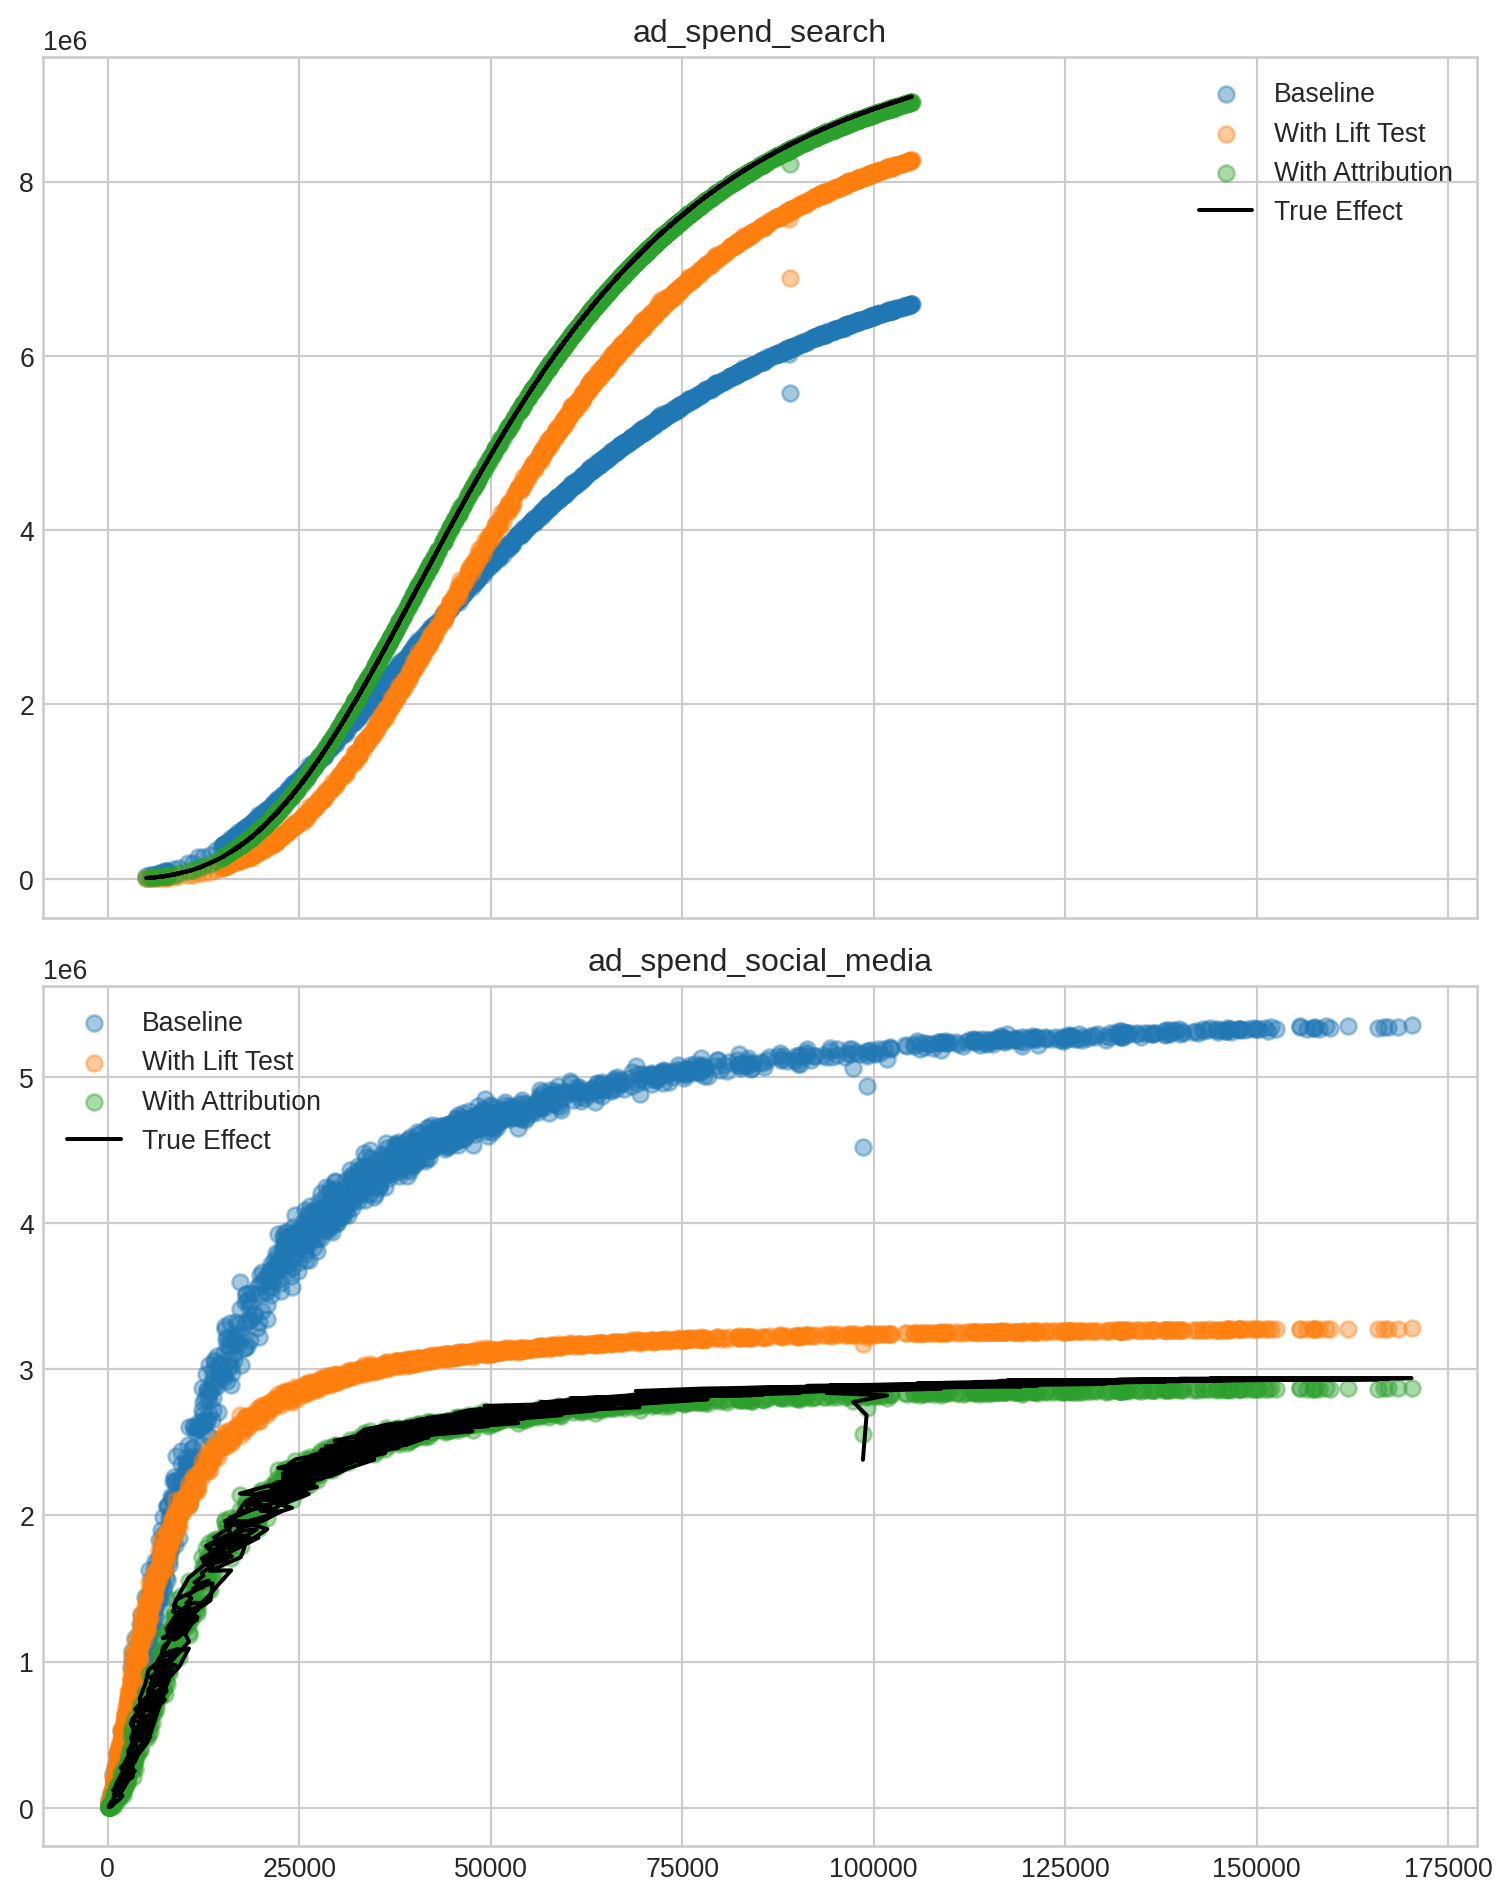 ad_spend_search
1e6
Baseline
With Lift Test
With Attribution
True Effect
8
6
4
2
0
ad_spend_social_media
1e6
Baseline
With Lift Test
With Attribution
True Effect
5
4
3
2
1
0
0 25000 50000 75000 100000 125000 150000 175000